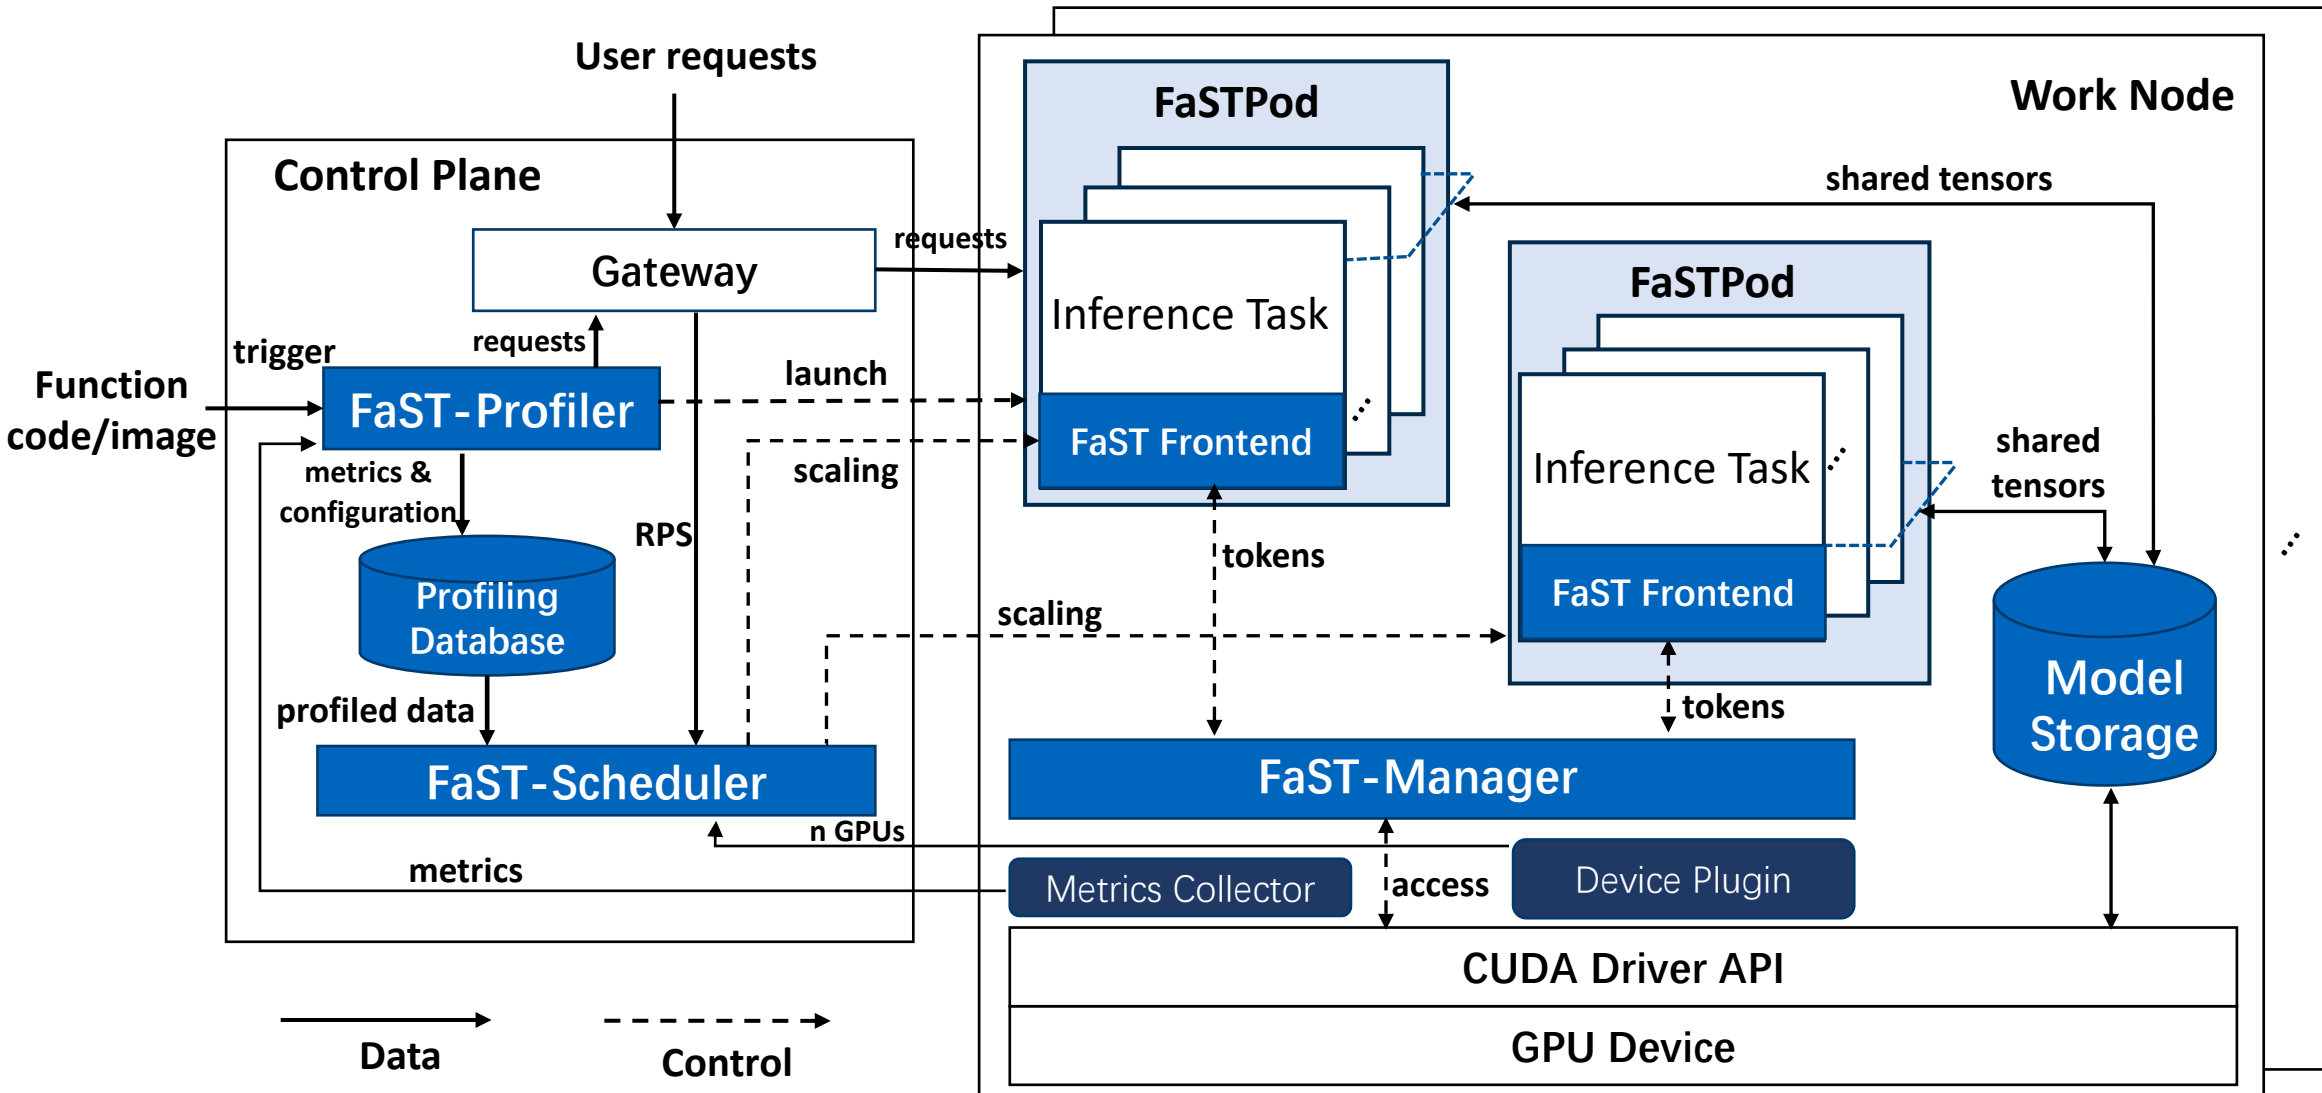 User requests
Control Plane
Gateway
requests
requests
trigger
Function
code/image
FaST-Profiler
launch
metrics &
configuration
scaling
RPS
Profiling
Database
scaling
profiled data
FaST-Scheduler
n GPUs
metrics
Data
Control
Work Node
FaSTPod
Inference Task
FaST Frontend
shared tensors
FaSTPod
Inference Task
FaST Frontend
shared
tensors
tokens
tokens
Model
Storage
FaST-Manager
Metrics Collector
access
Device Plugin
CUDA Driver API
GPU Device